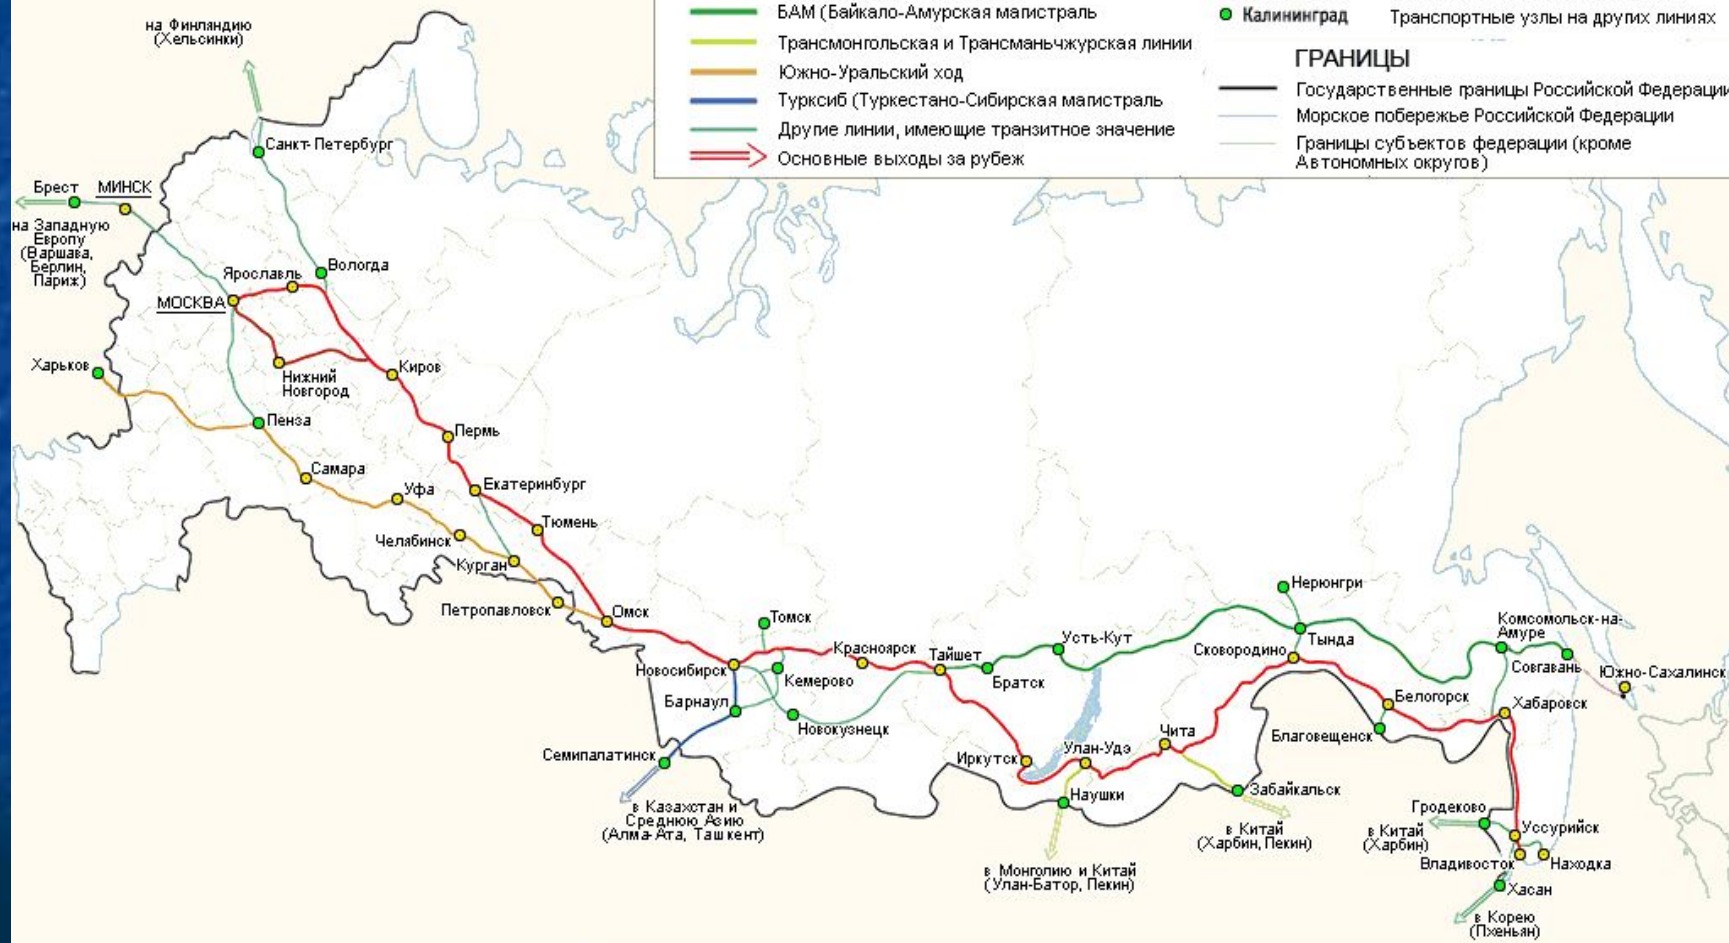 БАМ (Байкало-Амурская магистраль
Трансмонгольская и Трансманьчжурская линии
Южно-Уральский ход
Турксиб (Туркестано-Сибирская магистраль
Другие линии, имеющие транзитное значение
Основные выходы за рубеж
Калининград
Транспортные узлы на других линиях
ГРАНИЦЫ
Государственные границы Российской Федерации
Морское побережье Российской Федерации
Границы субъектов федерации (кроме
Автономных округов)
на Финляндию
(Хельсинки)
Санкт-Петербург
Брест
МИНСК
на Западную
Европу
(Варшава,
Берлин,
Париж)
Ярославль
Вологда
МОСКВА
Харьков
Нижний
Новгород
Киров
Пенза
Пермь
Самара
Уфа
Екатеринбург
Тюмень
Челябинск
Курган
Петропавловск
Омск
Томск
Новосибирск
Кемерово
Красноярск
Тайшет
Братск
Усть-Кут
Барнаул
Новокузнецк
Семипалатинск
в Казахстан и
Среднюю Азию
(Алма-Ата, Ташкент)
Иркутск
Улан-Удэ
Чита
Наушки
Забайкальск
в Монголию и Китай
(Улан-Батор, Пекин)
в Китай
(Харбин, Пекин)
Нерюнгри
Тында
Сковородино
Комсомольск-на-
Амуре
Совгавань
Южно-Сахалинск
Белогорск
Хабаровск
Благовещенск
Гродеково
в Китай
(Харбин)
Уссурийск
Владивосток
Находка
Хасан
в Корею
(Пхеньян)